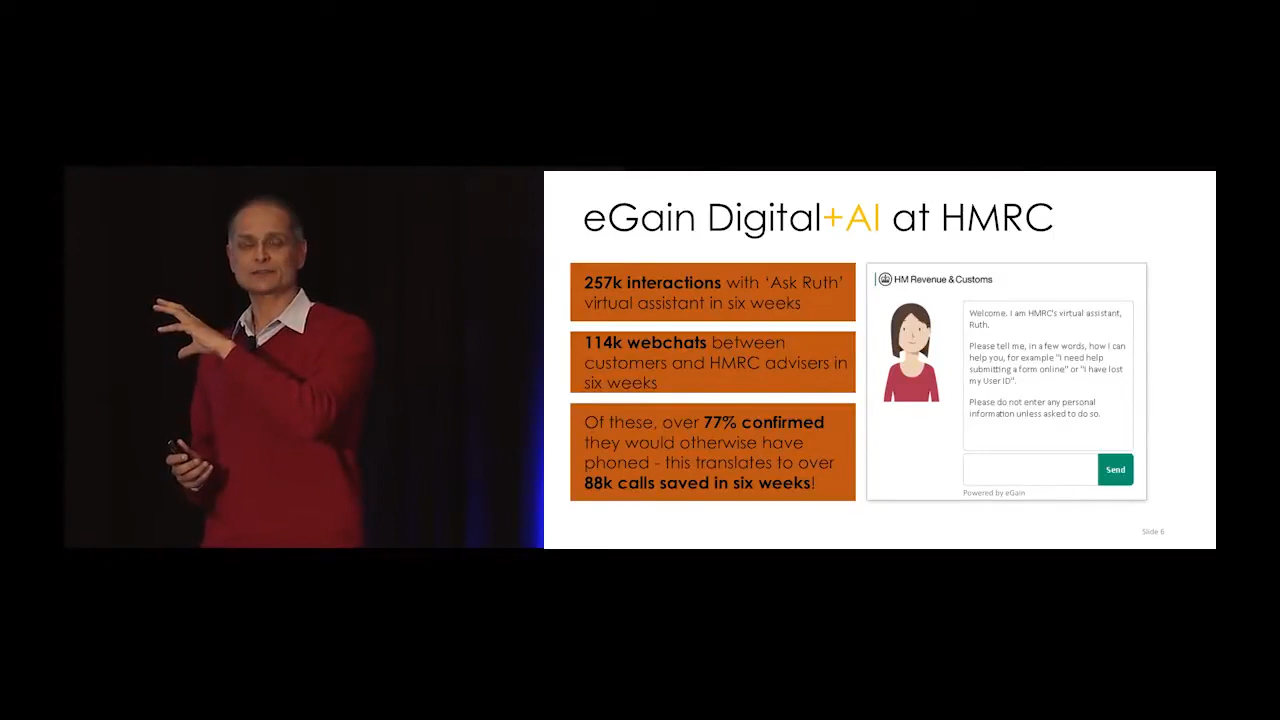 eGain Digital+AI at HMRC
257k interactions with ‘Ask Ruth’
virtual assistant in six weeks
114k webchats between
customers and HMRC advisers in
six weeks
Of these, over 77% confirmed
they would otherwise have
phoned - this translates to over
88k calls saved in six weeks!
HM Revenue & Customs
Welcome. I am HMRC's virtual assistant,
Ruth.
Please tell me, in a few words, how I can
help you, for example "I need help
submitting a form online" or "I have lost
my User ID".
Please do not enter any personal
information unless asked to do so.
Send
Powered by eGain
Slide 6